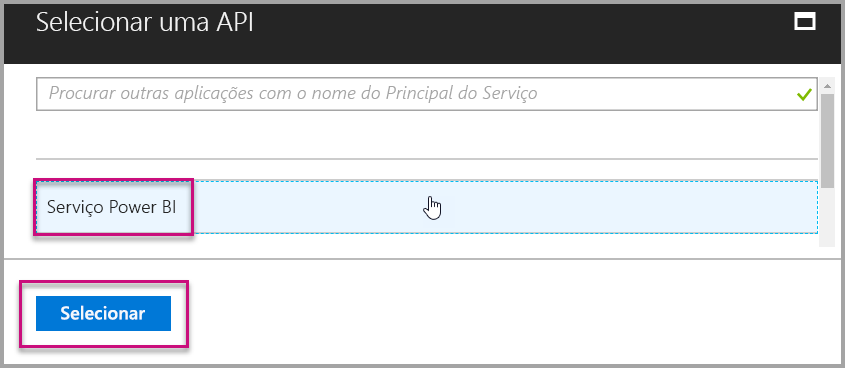 Selecionar uma API
Procurar outras aplicações com o nome do Principal do Serviço
Serviço Power BI
Selecionar